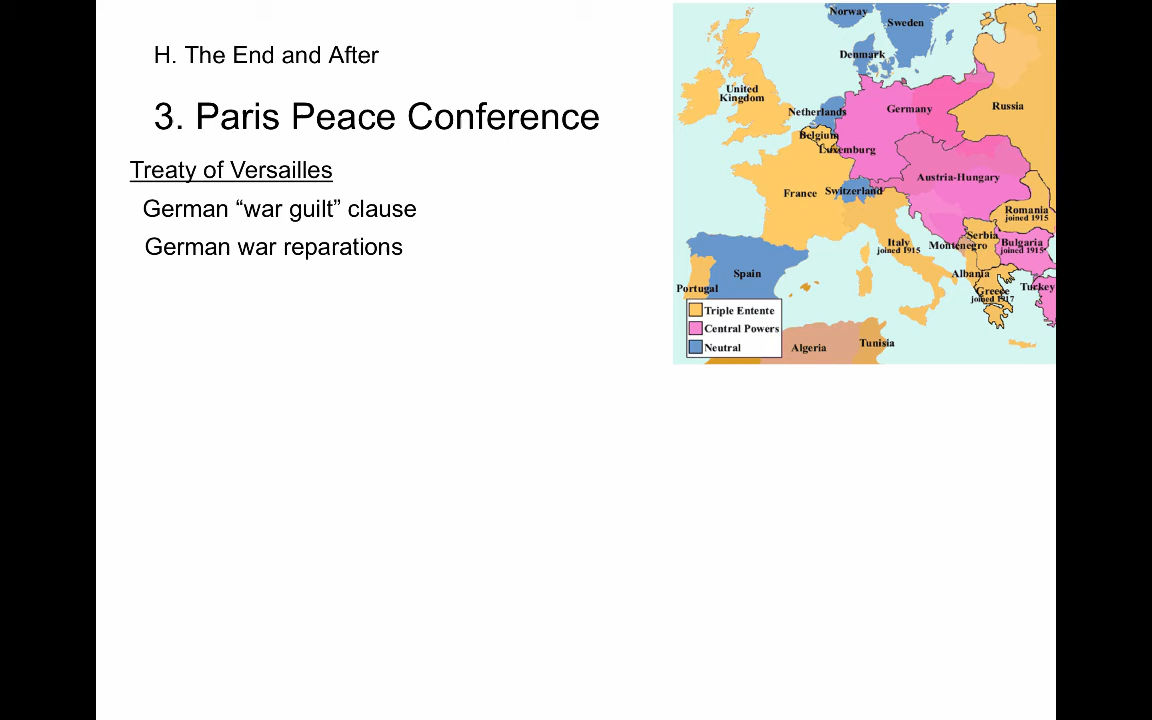 H. The End and After
3. Paris Peace Conference
Treaty of Versailles
German “war guilt” clause
German war reparations
Norway
Sweden
Denmark
United
Kingdom
Netherlands
Germany
Russia
Belgium
Luxemburg
Austria-Hungary
France
Switzerland
Romania
joined 1915
Serbia
Italy
joined 1915
Montenegro
Bulgaria
joined 1915
Spain
Albania
Portugal
Greece
joined 1917
Turkey
Triple Entente
Central Powers
Neutral
Algeria
Tunisia